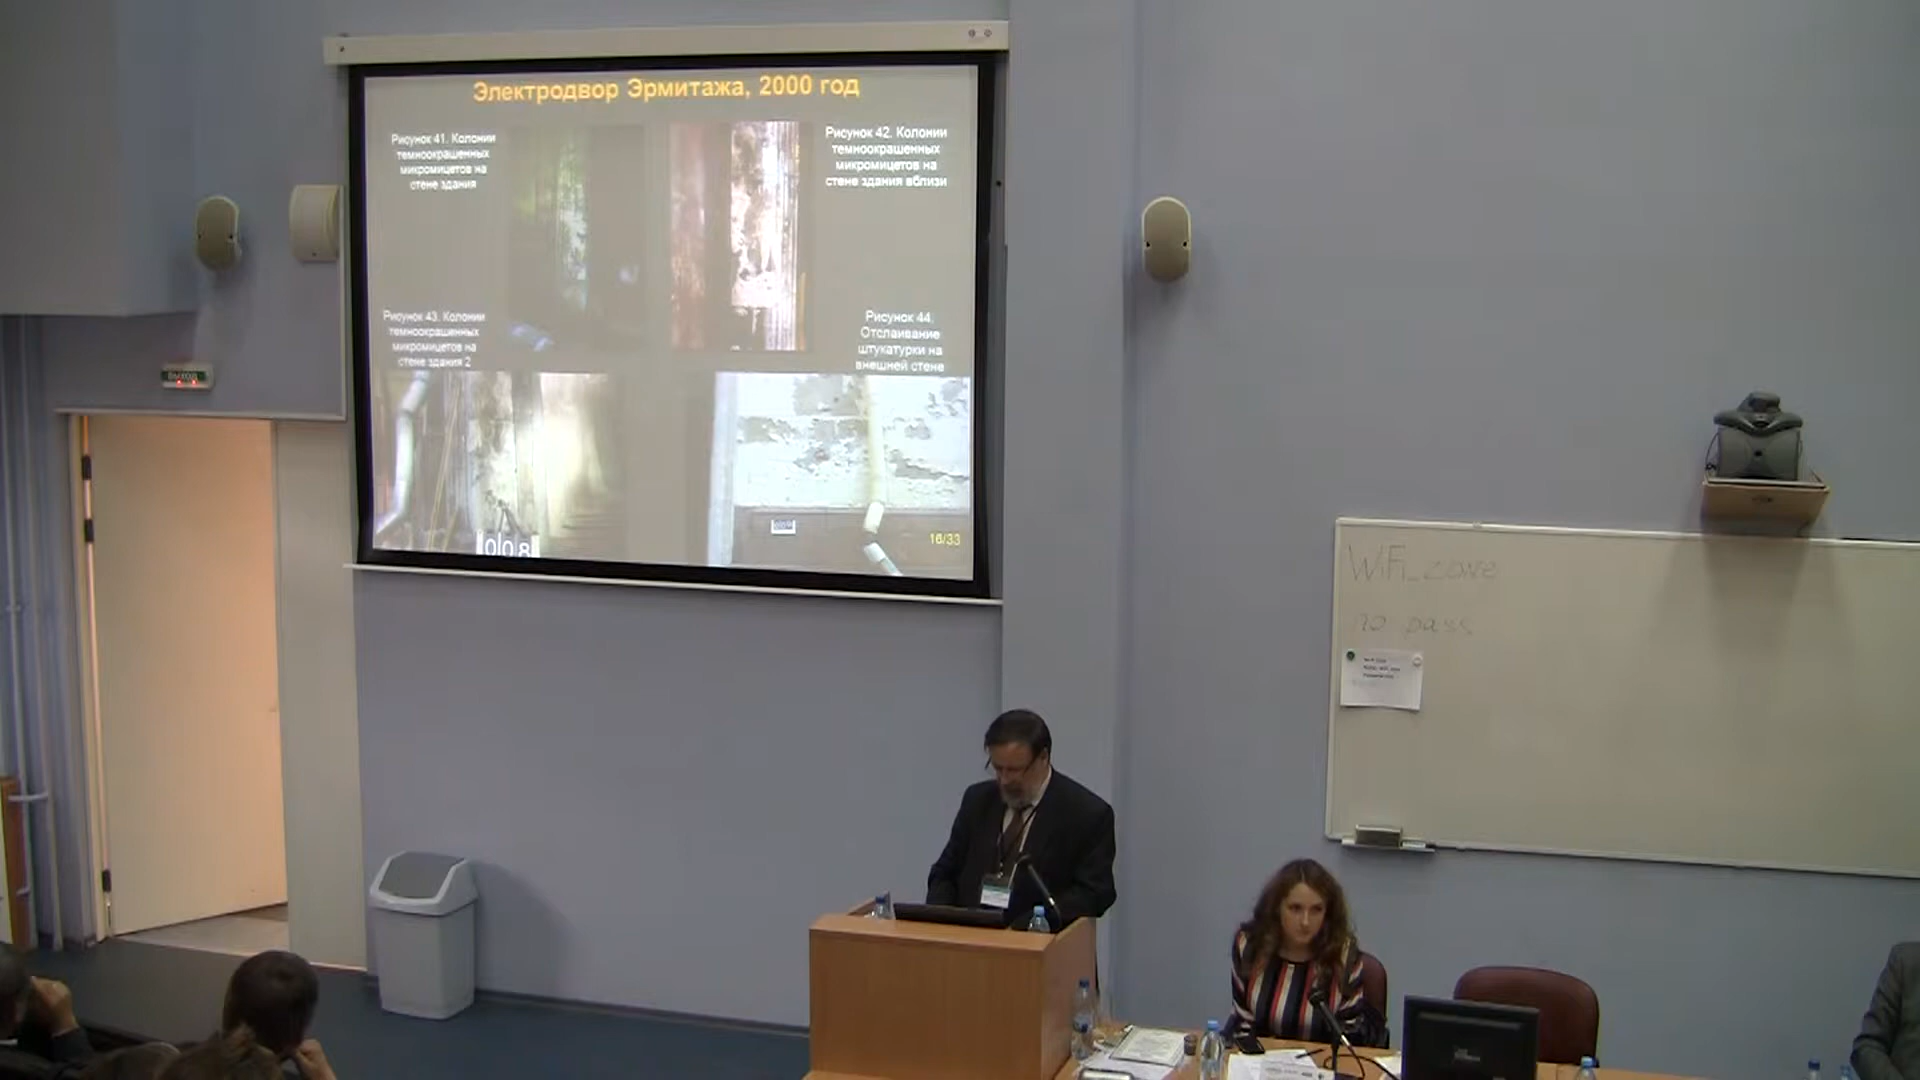 Электродвор Эрмитажа, 2000 год
Рисунок 41. Колонии
темноокрашенных
микромицетов на
стене здания
Рисунок 42. Колонии
темноокрашенных
микромицетов на
стене здания вблизи
Рисунок 43. Колонии
темноокрашенных
микромицетов на
стене здания 2
Рисунок 44.
Отслаивание
штукатурки на
внешней стене
16/33
ВЫХОД
WiFi_zone
no pass